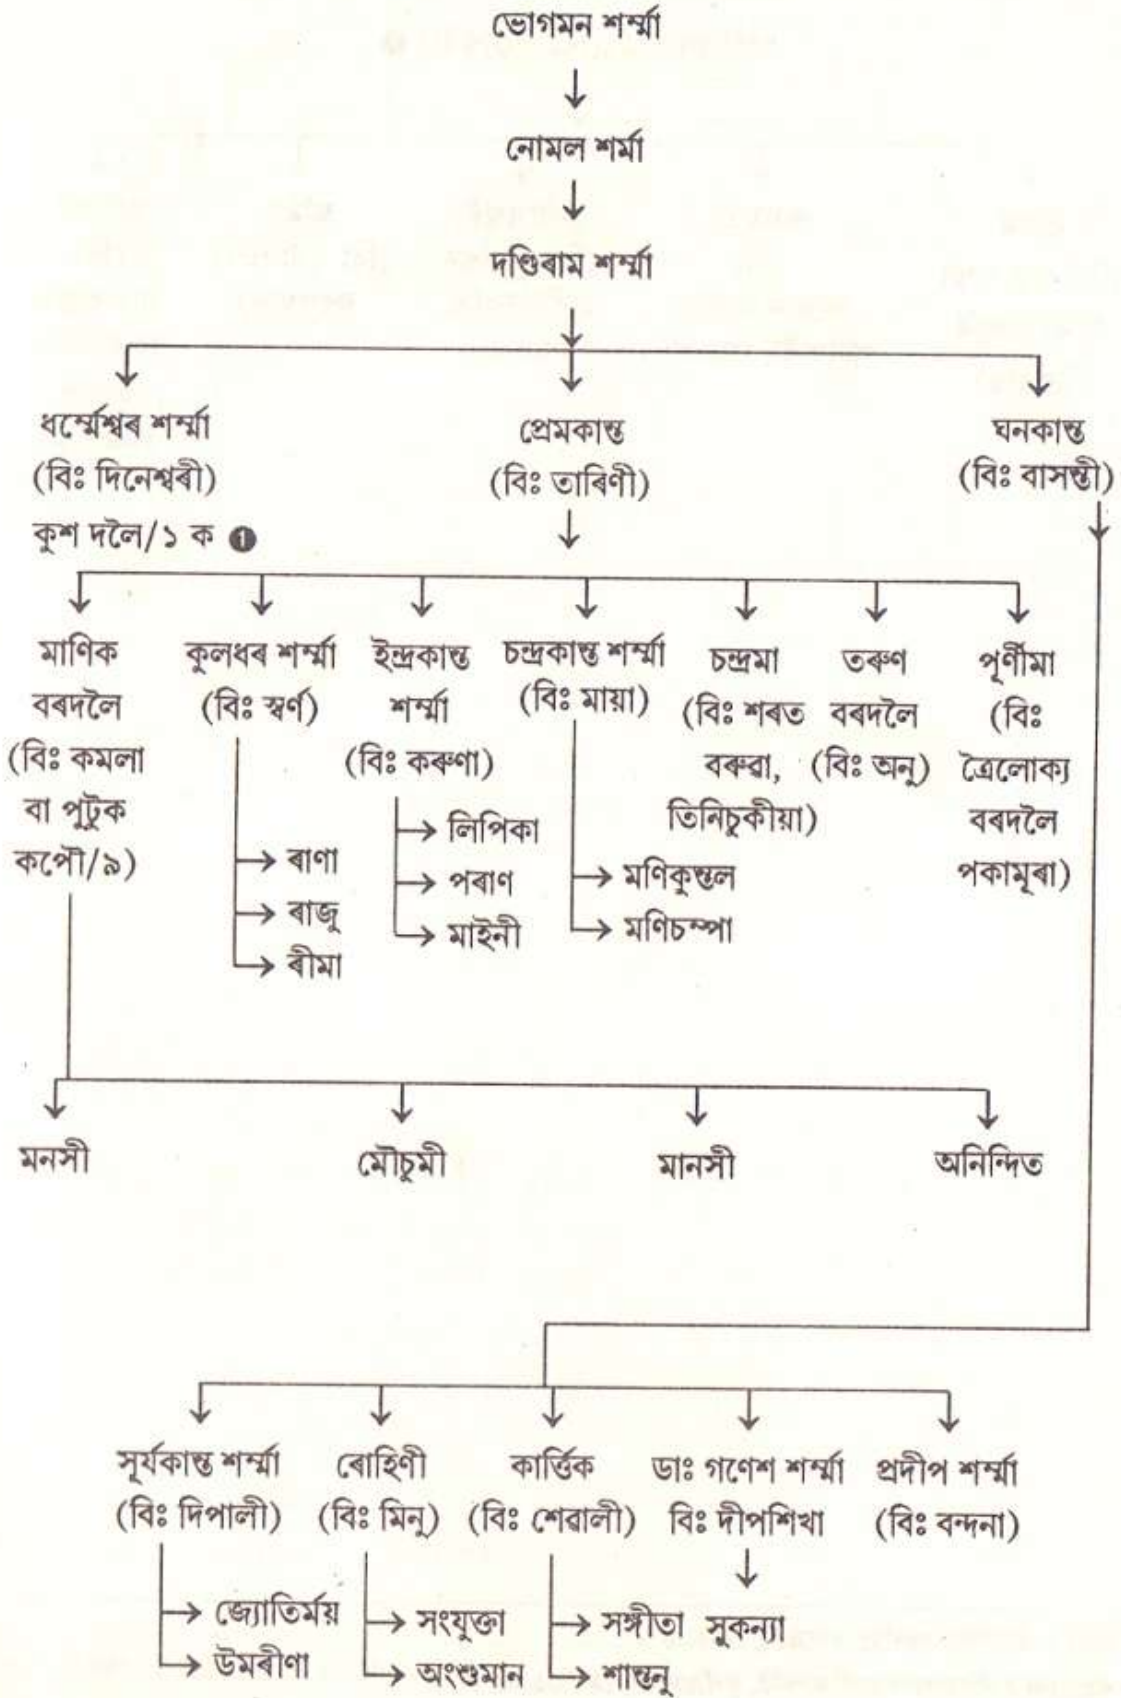 ভোগমন শৰ্ম্মা
নোমল শৰ্মা
দণ্ডিৰাম শৰ্ম্মা
ধৰ্ম্মেশ্বৰ শৰ্ম্মা
(বিঃ দিনেশ্বৰী)
কুশ দলৈ/১ ক ❶
প্ৰেমকান্ত
(বিঃ তাৰিণী)
ঘনকান্ত
(বিঃ বাসন্তী)
মাণিক
বৰদলৈ
(বিঃ কমলা
বা পুটুক
কপৌ/৯)
কুলধৰ শৰ্ম্মা
(বিঃ স্বৰ্ণ)
ৰাণা
ৰাজু
ৰীমা
ইন্দ্ৰকান্ত
শৰ্ম্মা
(বিঃ কৰুণা)
লিপিকা
পৰাণ
মাইনী
চন্দ্ৰকান্ত শৰ্ম্মা
(বিঃ মায়া)
মণিকুন্তল
মণিচম্পা
চন্দ্ৰমা
(বিঃ শৰত
বৰুৱা,
তিনিচুকীয়া)
তৰুণ
বৰদলৈ
(বিঃ অনু)
পূৰ্ণীমা
(বিঃ
ত্ৰৈলোক্য
বৰদলৈ
পকামূৰা)
মনসী
মৌচুমী
মানসী
অনিন্দিত
সূৰ্যকান্ত শৰ্ম্মা
(বিঃ দিপালী)
জ্যোতিৰ্ময়
উমৰীণা
ৰোহিণী
(বিঃ মিনু)
সংযুক্তা
অংশুমান
কাৰ্ত্তিক
(বিঃ শেৱালী)
সঙ্গীতা
শান্তনু
ডাঃ গণেশ শৰ্ম্মা
বিঃ দীপশিখা
সুকন্যা
প্ৰদীপ শৰ্ম্মা
(বিঃ বন্দনা)